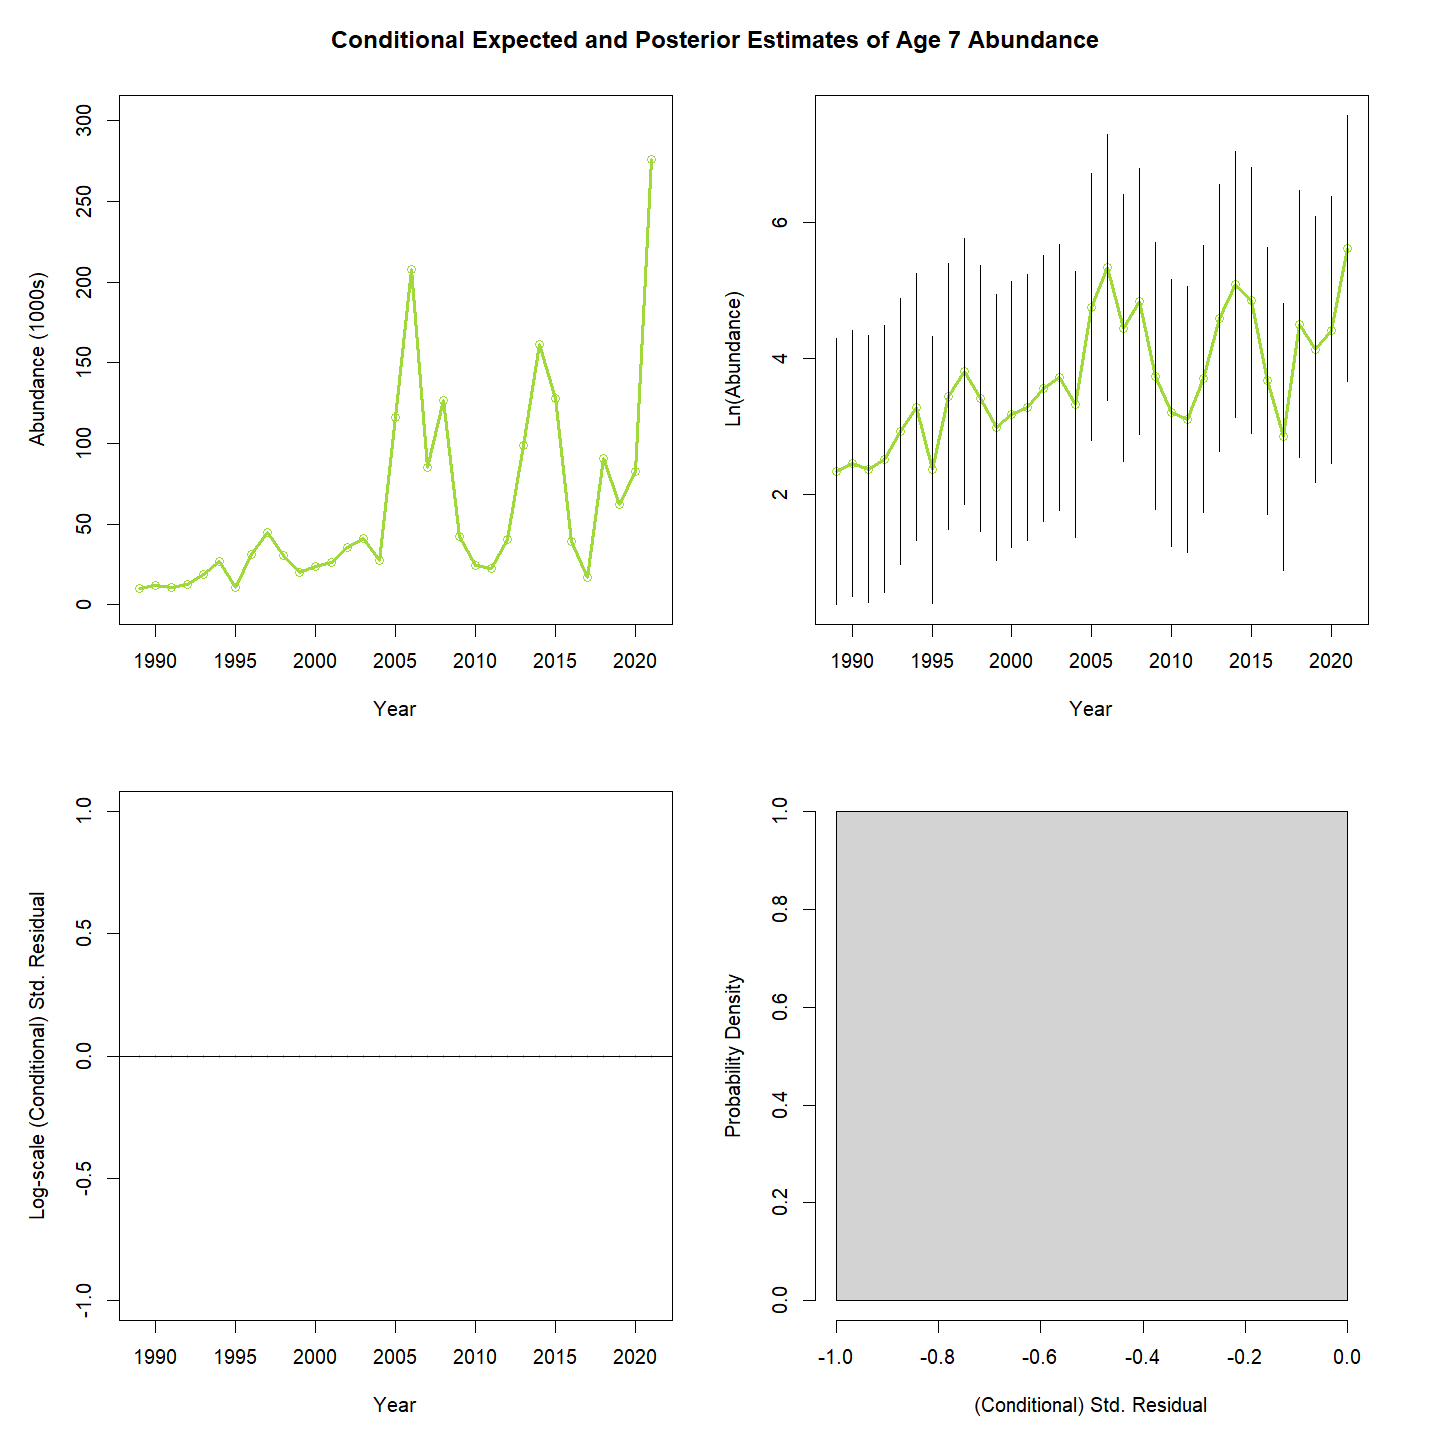 Conditional Expected and Posterior Estimates of Age 7 Abundance
Abundance (1000s)
300
250
200
150
100
50
0
1990 1995 2000 2005 2010 2015 2020
Year
Ln(Abundance)
6
4
2
1990 1995 2000 2005 2010 2015 2020
Year
Log-scale (Conditional) Std. Residual
1.0
0.5
0.0
-0.5
-1.0
1990 1995 2000 2005 2010 2015 2020
Year
Probability Density
1.0
0.8
0.6
0.4
0.2
0.0
-1.0 -0.8 -0.6 -0.4 -0.2 0.0
(Conditional) Std. Residual